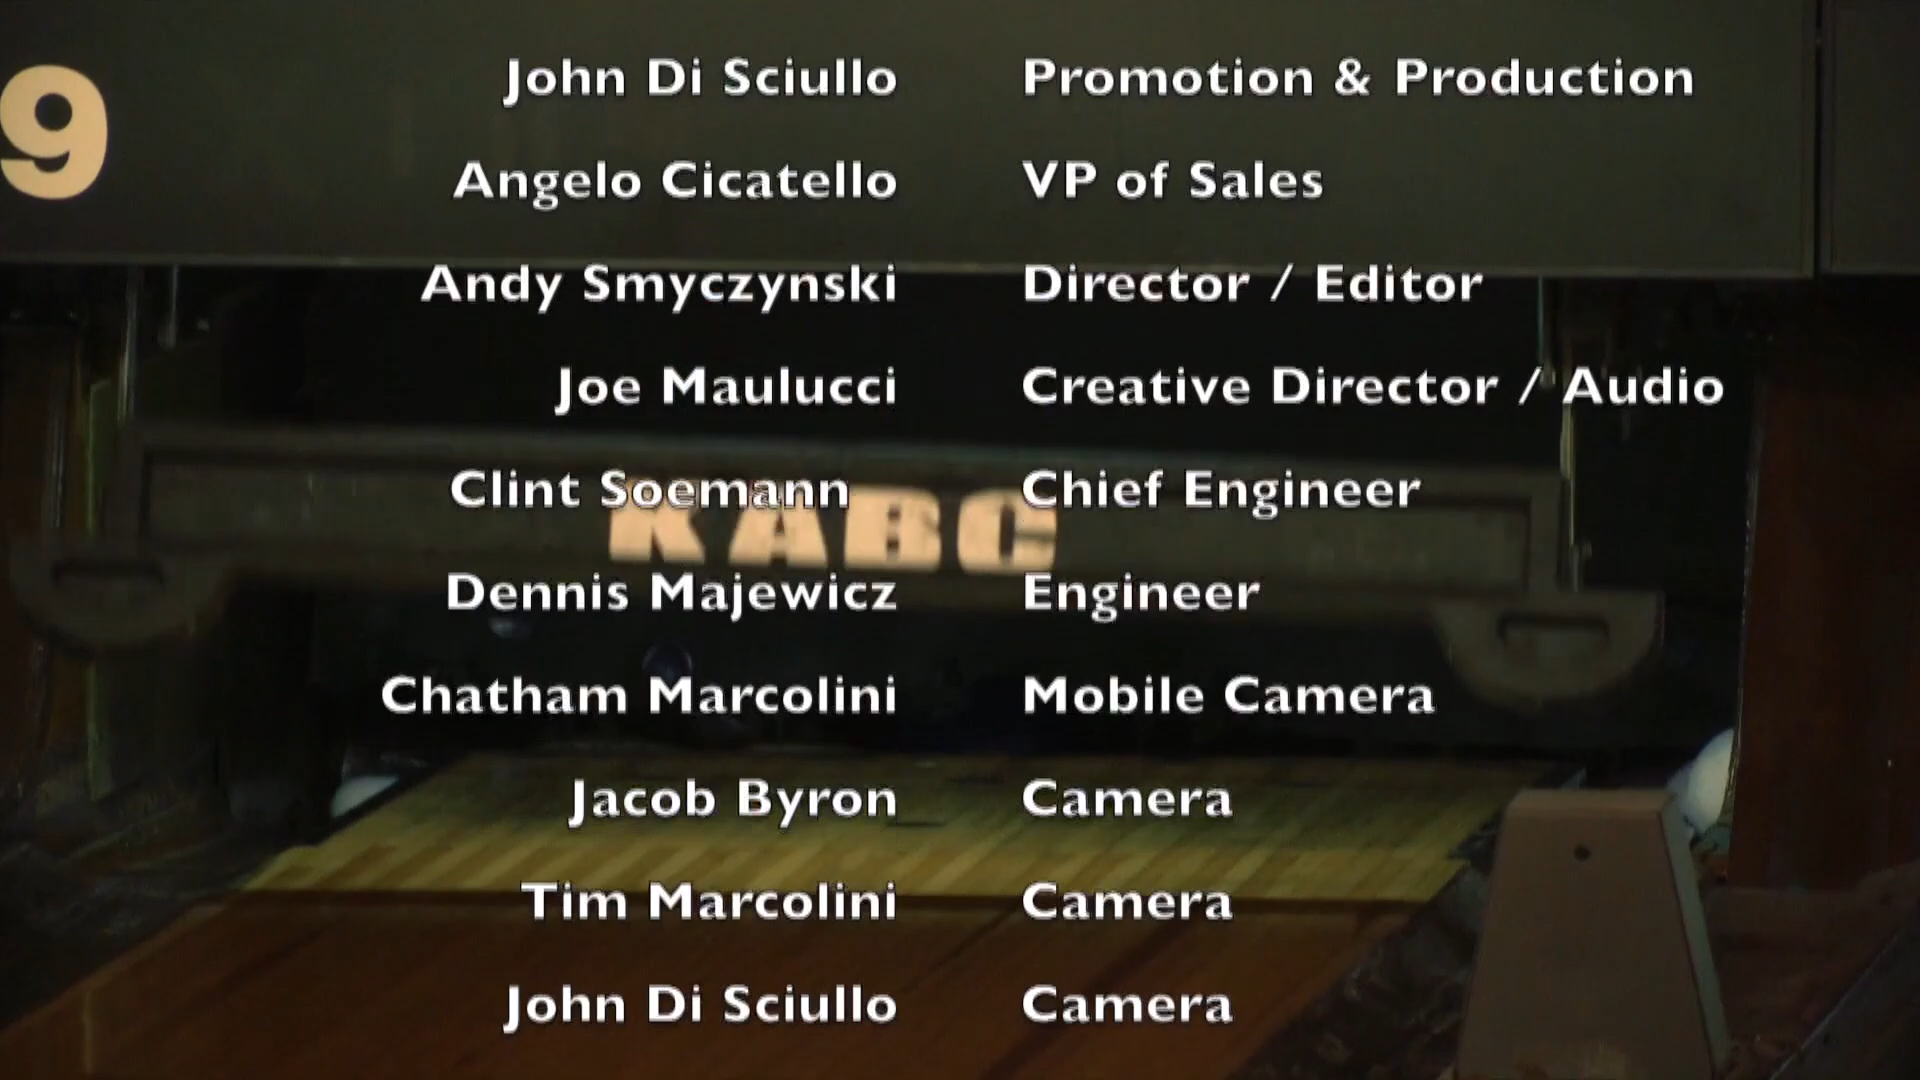 9
John Di Sciullo Promotion & Production
Angelo Cicatello VP of Sales
Andy Smyczynski Director / Editor
Joe Maulucci Creative Director / Audio
Clint Soemann Chief Engineer
KABC
Dennis Majewicz Engineer
Chatham Marcolini Mobile Camera
Jacob Byron Camera
Tim Marcolini Camera
John Di Sciullo Camera